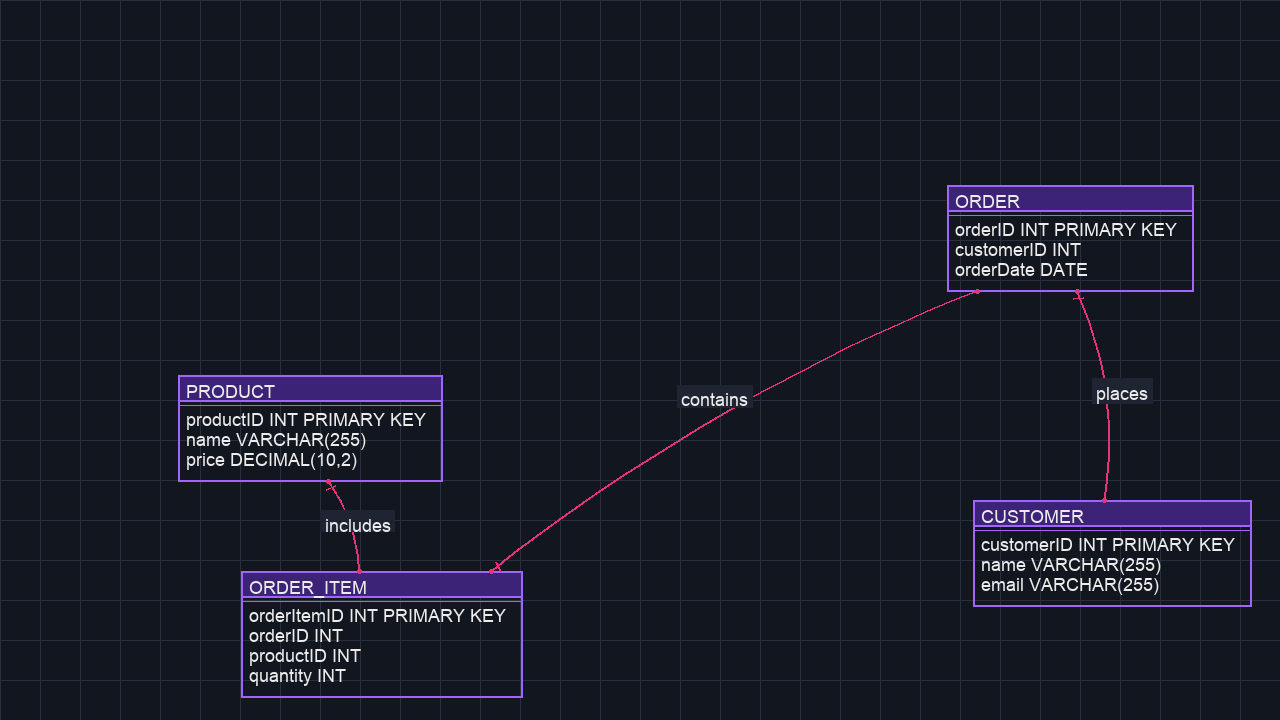 ORDER
orderID INT PRIMARY KEY
customerID INT
orderDate DATE
PRODUCT
productID INT PRIMARY KEY
name VARCHAR(255)
price DECIMAL(10,2)
contains
places
includes
CUSTOMER
customerID INT PRIMARY KEY
name VARCHAR(255)
email VARCHAR(255)
ORDER_ITEM
orderItemID INT PRIMARY KEY
orderID INT
productID INT
quantity INT